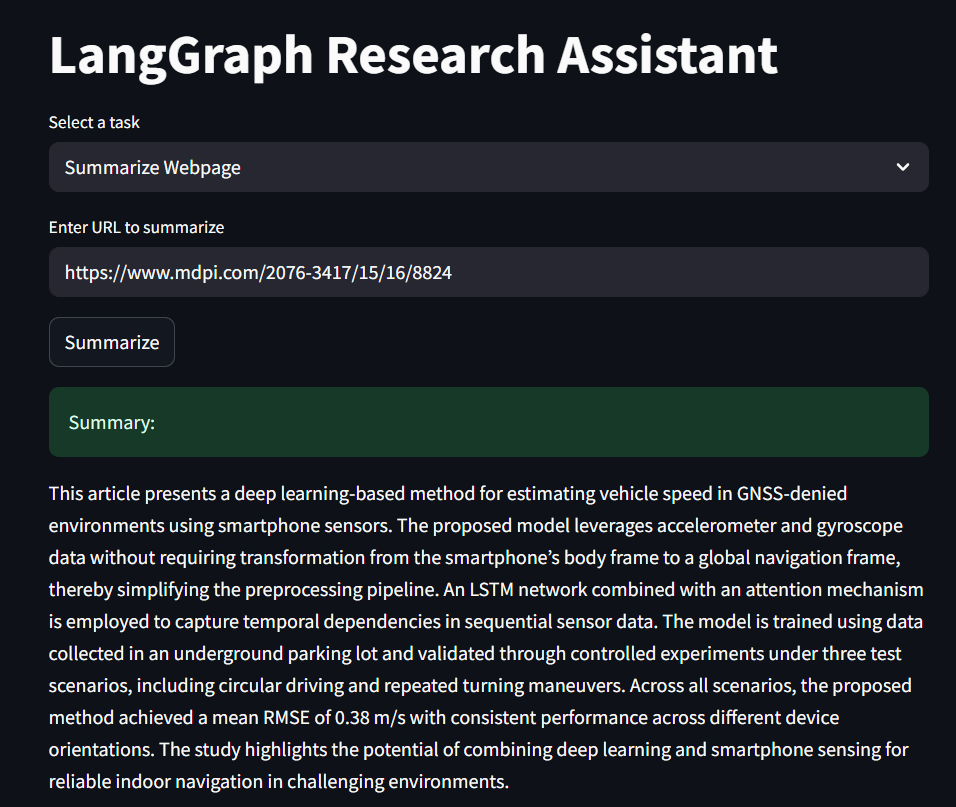 LangGraph Research Assistant
Select a task
Summarize Webpage
Enter URL to summarize
https://www.mdpi.com/2076-3417/15/16/8824
Summarize
Summary:
This article presents a deep learning-based method for estimating vehicle speed in GNSS-denied
environments using smartphone sensors. The proposed model leverages accelerometer and gyroscope
data without requiring transformation from the smartphone’s body frame to a global navigation frame,
thereby simplifying the preprocessing pipeline. An LSTM network combined with an attention mechanism
is employed to capture temporal dependencies in sequential sensor data. The model is trained using data
collected in an underground parking lot and validated through controlled experiments under three test
scenarios, including circular driving and repeated turning maneuvers. Across all scenarios, the proposed
method achieved a mean RMSE of 0.38 m/s with consistent performance across different device
orientations. The study highlights the potential of combining deep learning and smartphone sensing for
reliable indoor navigation in challenging environments.